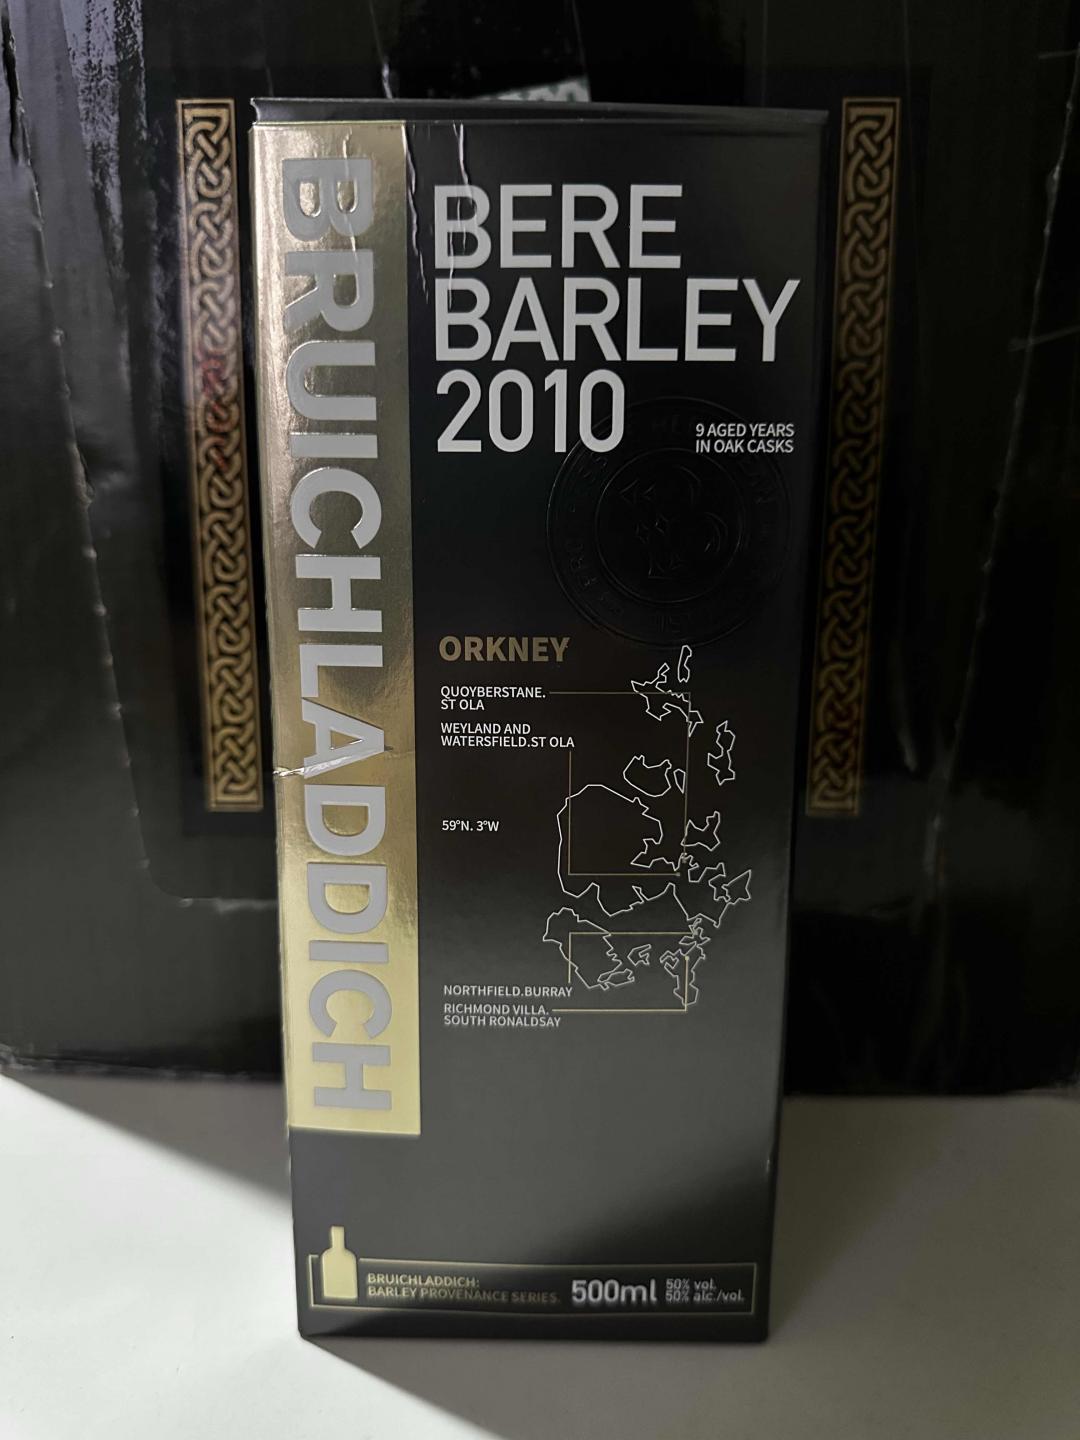 BRUICHLADDICH
BERE
BARLEY
2010
9 AGED YEARS
IN OAK CASKS
ORKNEY
QUOYBERSTANE.
ST OLA
WEYLAND AND
WATERSFIELD.ST OLA
59°N. 3°W
NORTHFIELD.BURRAY
RICHMOND VILLA.
SOUTH RONALDSAY
BRUICHLADDICH:
BARLEY PROVENANCE SERIES.
500ml
50% vol.
50% alc./vol.